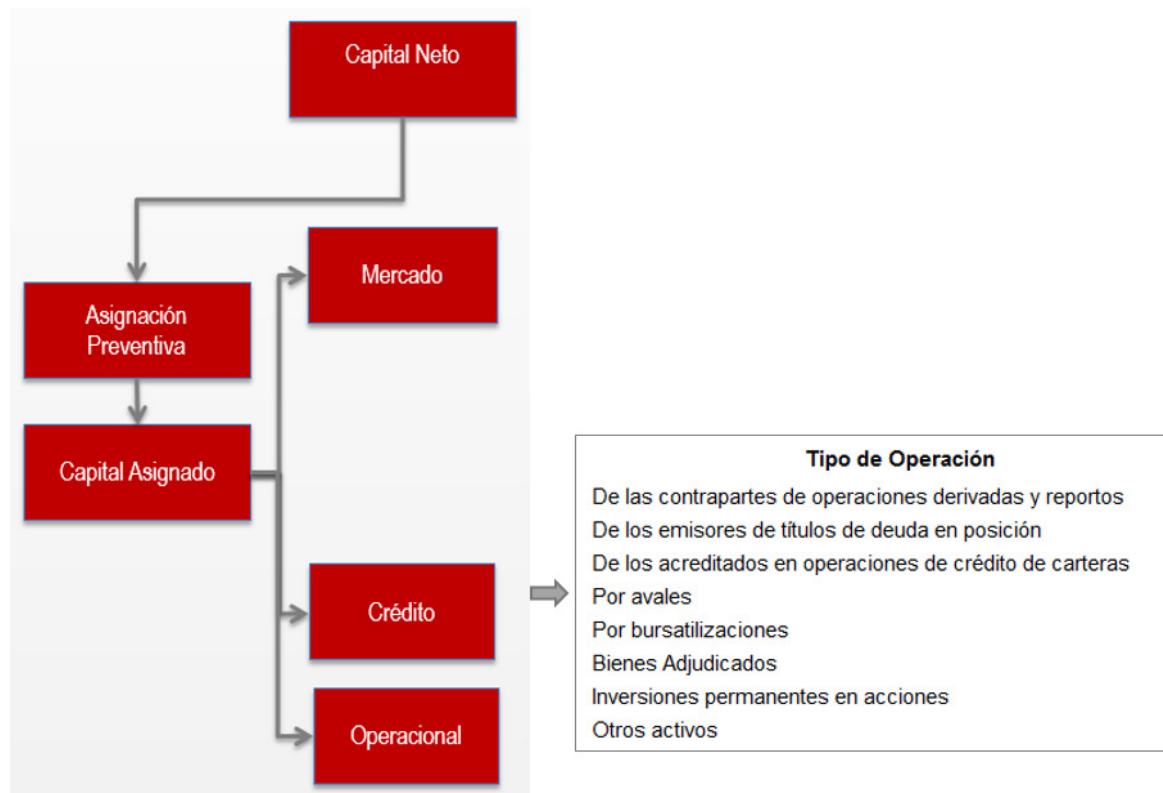 Capital Neto
Mercado
Asignación
Preventiva
Capital Asignado
Crédito
Operacional
Tipo de Operación
De las contrapartes de operaciones derivadas y reportos
De los emisores de títulos de deuda en posición
De los acreditados en operaciones de crédito de carteras
Por avales
Por bursatilizaciones
Bienes Adjudicados
Inversiones permanentes en acciones
Otros activos